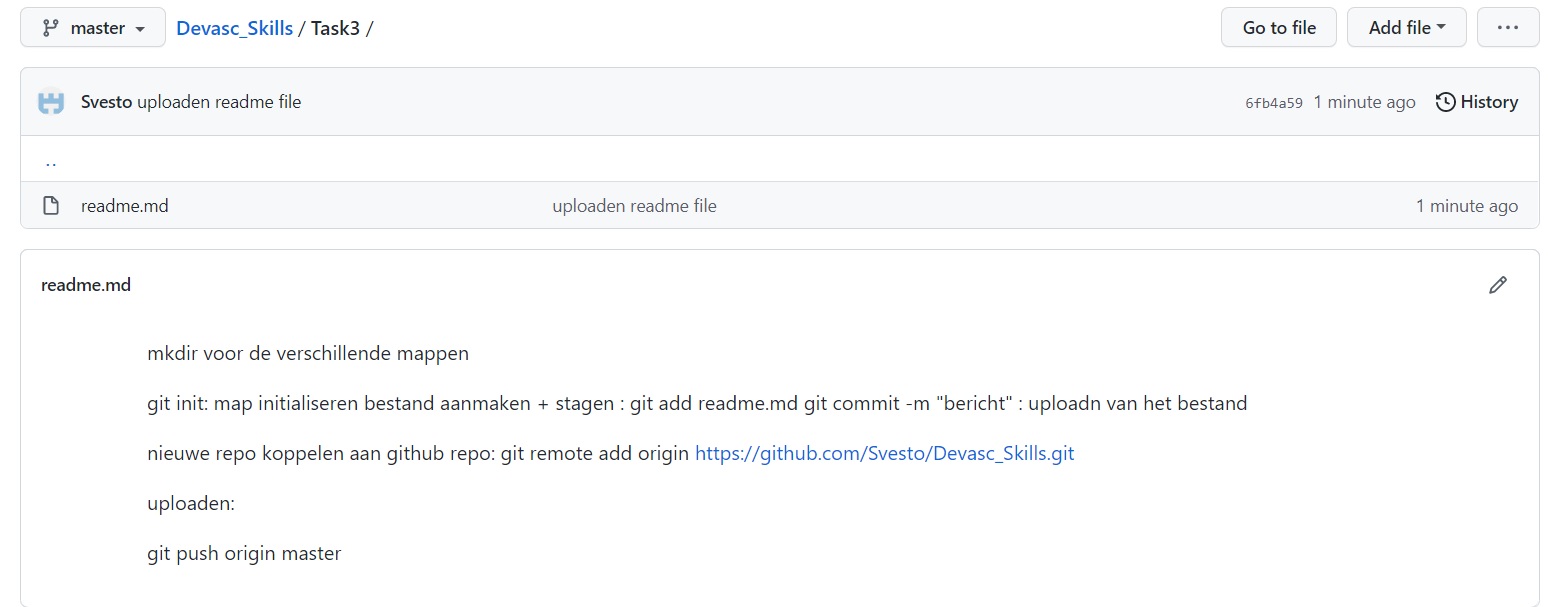 master Devasc_Skills / Task3 / Go to file Add file ...
Svesto uploaden readme file 6fb4a59 1 minute ago History
..
readme.md uploaden readme file 1 minute ago
readme.md
mkdir voor de verschillende mappen
git init: map initialiseren bestand aanmaken + stagen : git add readme.md git commit -m "bericht" : uploadn van het bestand
nieuwe repo koppelen aan github repo: git remote add origin https://github.com/Svesto/Devasc_Skills.git
uploaden:
git push origin master